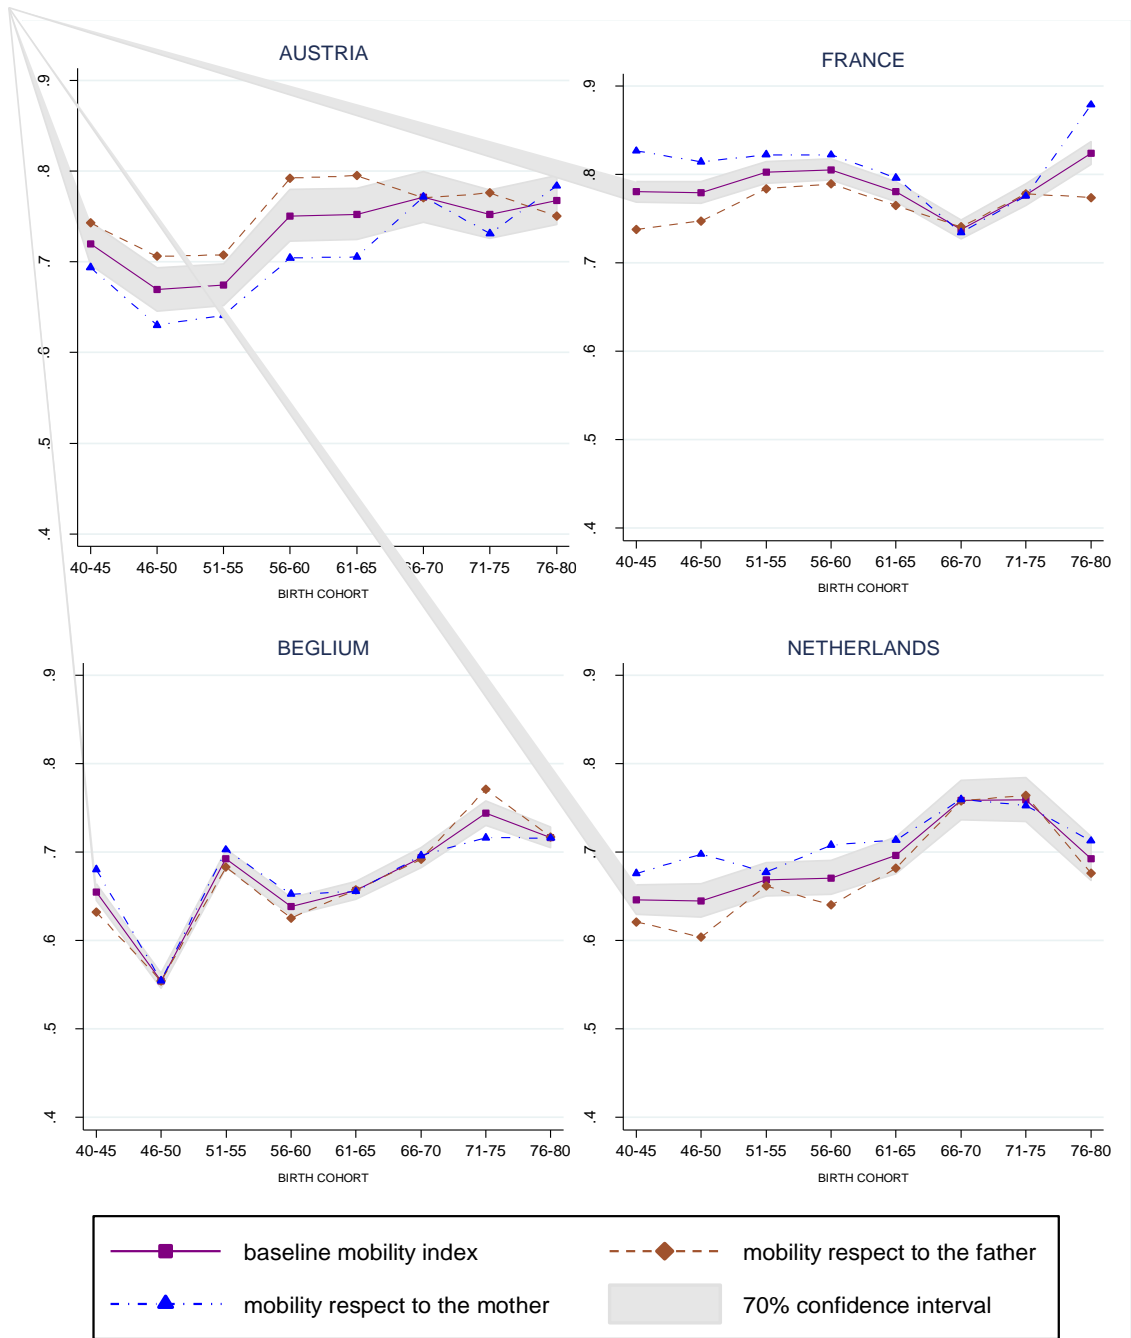 AUSTRIA
.9
.8
.7
.6
.5
.4
40-45 46-50 51-55 56-60 61-65 66-70 71-75 76-80
BIRTH COHORT
FRANCE
.9
.8
.7
.6
.5
.4
40-45 46-50 51-55 56-60 61-65 66-70 71-75 76-80
BIRTH COHORT
BEGLIUM
.9
.8
.7
.6
.5
.4
40-45 46-50 51-55 56-60 61-65 66-70 71-75 76-80
BIRTH COHORT
NETHERLANDS
.9
.8
.7
.6
.5
.4
40-45 46-50 51-55 56-60 61-65 66-70 71-75 76-80
BIRTH COHORT
baseline mobility index
mobility respect to the father
mobility respect to the mother
70% confidence interval